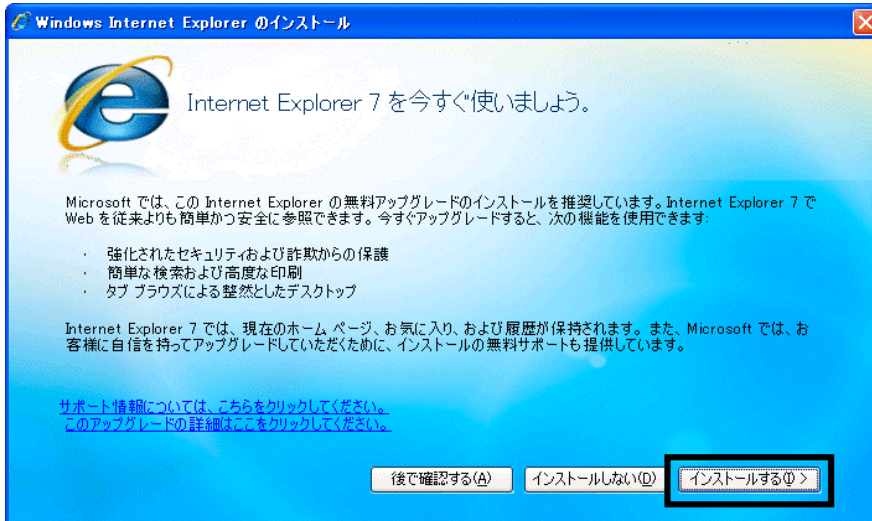 Windows Internet Explorer のインストール
Internet Explorer 7 を今すぐ使いましょう。
Microsoft では、この Internet Explorer の無料アップグレードのインストールを推奨しています。Internet Explorer 7 で
Web を従来よりも簡単かつ安全に参照できます。今すぐアップグレードすると、次の機能を使用できます:
· 強化されたセキュリティおよび詐欺からの保護
· 簡単な検索および高度な印刷
· タブ ブラウズによる整然としたデスクトップ
Internet Explorer 7 では、現在のホーム ページ、お気に入り、および履歴が保持されます。また、Microsoft では、お
客様に自信を持ってアップグレードしていただくために、インストールの無料サポートも提供しています。
サポート情報については、こちらをクリックしてください。
このアップグレードの詳細はここをクリックしてください。
後で確認する(A) インストールしない(D) インストールする(I) >